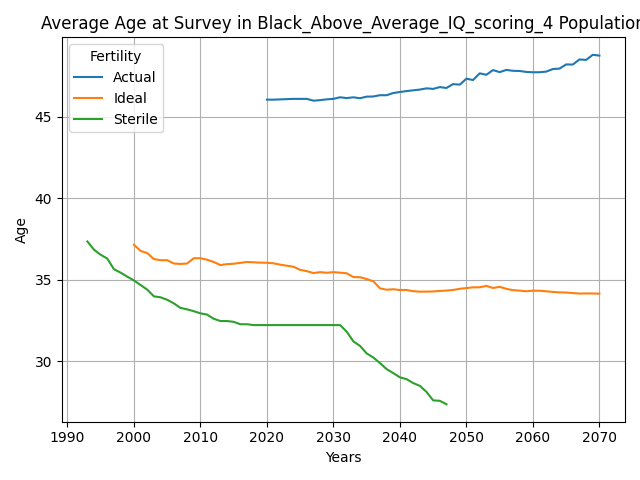 Average Age at Survey in Black_Above_Average_IQ_scoring_4 Population
Fertility
Actual
Ideal
Sterile
45
40
35
30
Age
1990 2000 2010 2020 2030 2040 2050 2060 2070
Years